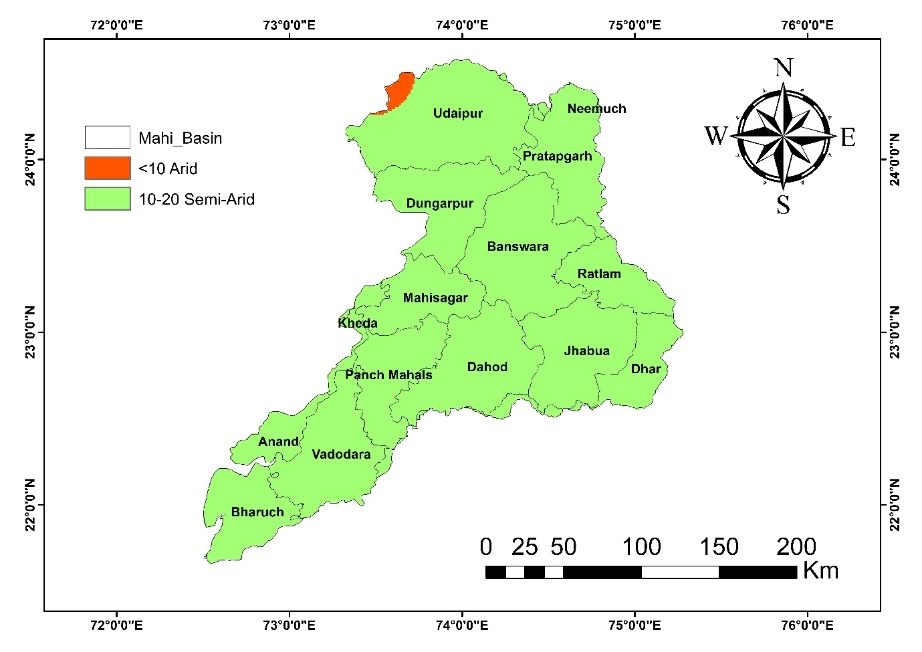 72°0'0"E 73°0'0"E 74°0'0"E 75°0'0"E 76°0'0"E
N
W E
S
Mahi_Basin
<10 Arid
10-20 Semi-Arid
24°0'0"N
24°0'0"N
Udaipur
Neemuch
Pratapgarh
Dungarpur
Banswara
Ratlam
Mahisagar
Kheda
23°0'0"N
23°0'0"N
Jhabua
Dahod
Dhar
Panch Mahals
Anand
Vadodara
22°0'0"N
22°0'0"N
Bharuch
0 25 50 100 150 200
Km
72°0'0"E 73°0'0"E 74°0'0"E 75°0'0"E 76°0'0"E